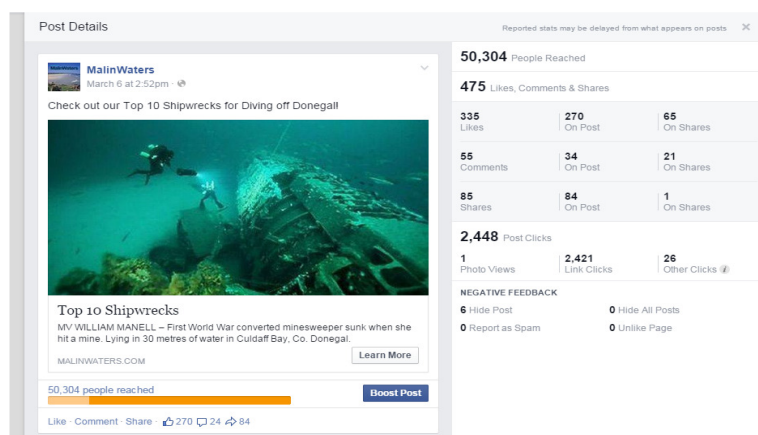 Post Details
Reported stats may be delayed from what appears on posts ×
MalinWaters
March 6 at 2:52pm ·
Check out our Top 10 Shipwrecks for Diving off Donegal!
Top 10 Shipwrecks
MV WILLIAM MANELL – First World War converted minesweeper sunk when she
hit a mine. Lying in 30 metres of water in Culdaff Bay, Co. Donegal.
MALINWATERS.COM
Learn More
50,304 people reached
Boost Post
Like · Comment · Share · 270 24 84
50,304 People Reached
475 Likes, Comments & Shares
335 270 65
Likes On Post On Shares
55 34 21
Comments On Post On Shares
85 84 1
Shares On Post On Shares
2,448 Post Clicks
1 2,421 26
Photo Views Link Clicks Other Clicks i
NEGATIVE FEEDBACK
6 Hide Post 0 Hide All Posts
0 Report as Spam 0 Unlike Page